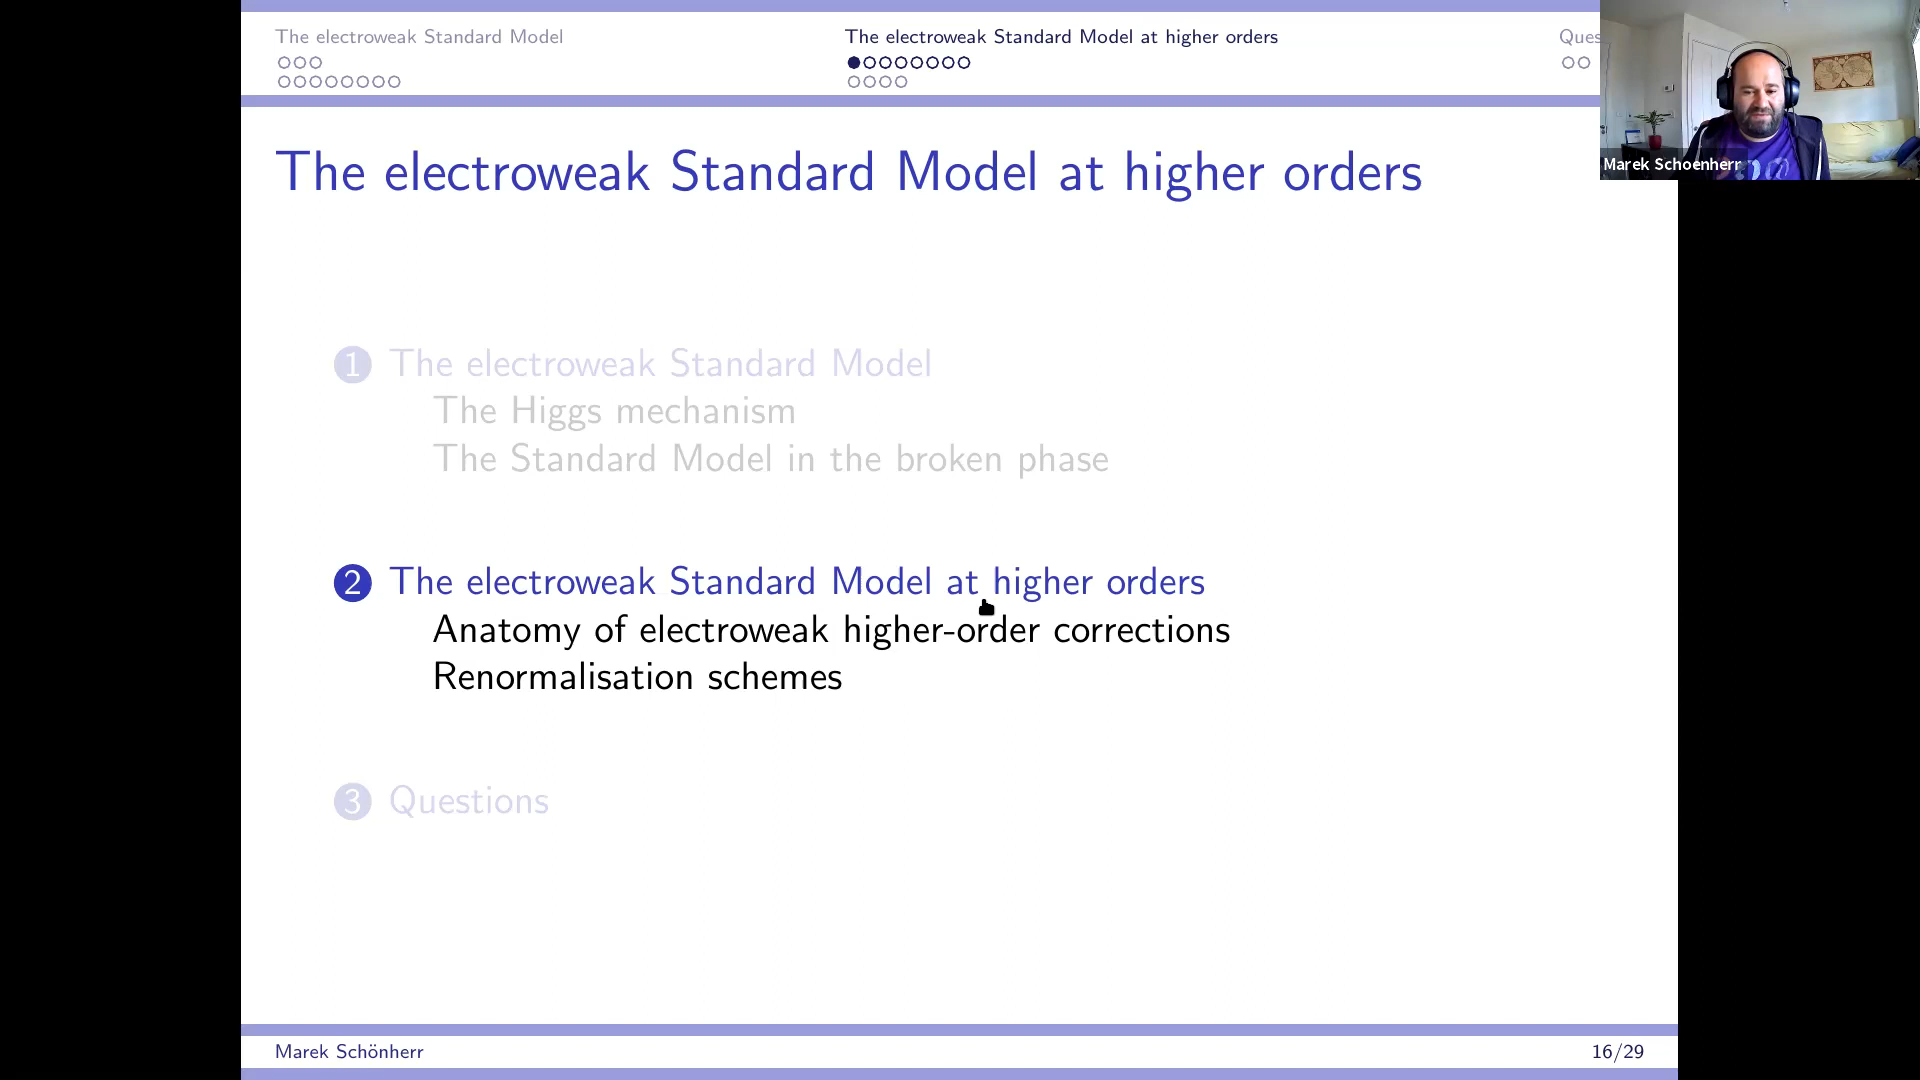 The electroweak Standard Model
The electroweak Standard Model at higher orders
Ques
The electroweak Standard Model at higher orders
Marek Schoenherr
1 The electroweak Standard Model
The Higgs mechanism
The Standard Model in the broken phase
2 The electroweak Standard Model at higher orders
Anatomy of electroweak higher-order corrections
Renormalisation schemes
3 Questions
Marek Schönherr
16/29